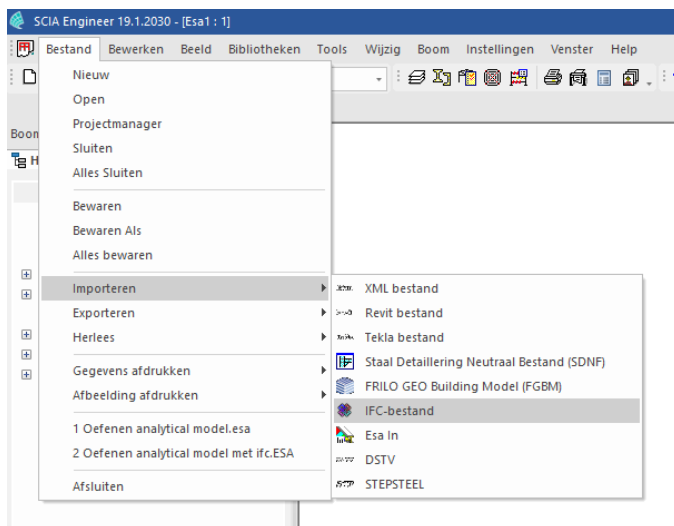 SCIA Engineer 19.1.2030 - [Esa1 : 1]
Bestand Bewerken Beeld Bibliotheken Tools Wijzig Boom Instellingen Venster Help
Nieuw
Open
Projectmanager
Boom
Sluiten
H
Alles Sluiten
Bewaren
Bewaren Als
Alles bewaren
Importeren
XML bestand
Exporteren
Revit bestand
Herlees
Tekla bestand
Staal Detaillering Neutraal Bestand (SDNF)
Gegevens afdrukken
FRILO GEO Building Model (FGBM)
Afbeelding afdrukken
IFC-bestand
1 Oefenen analytical model.esa
Esa In
2 Oefenen analytical model met ifc.ESA
DSTV
Afsluiten
STEPSTEEL